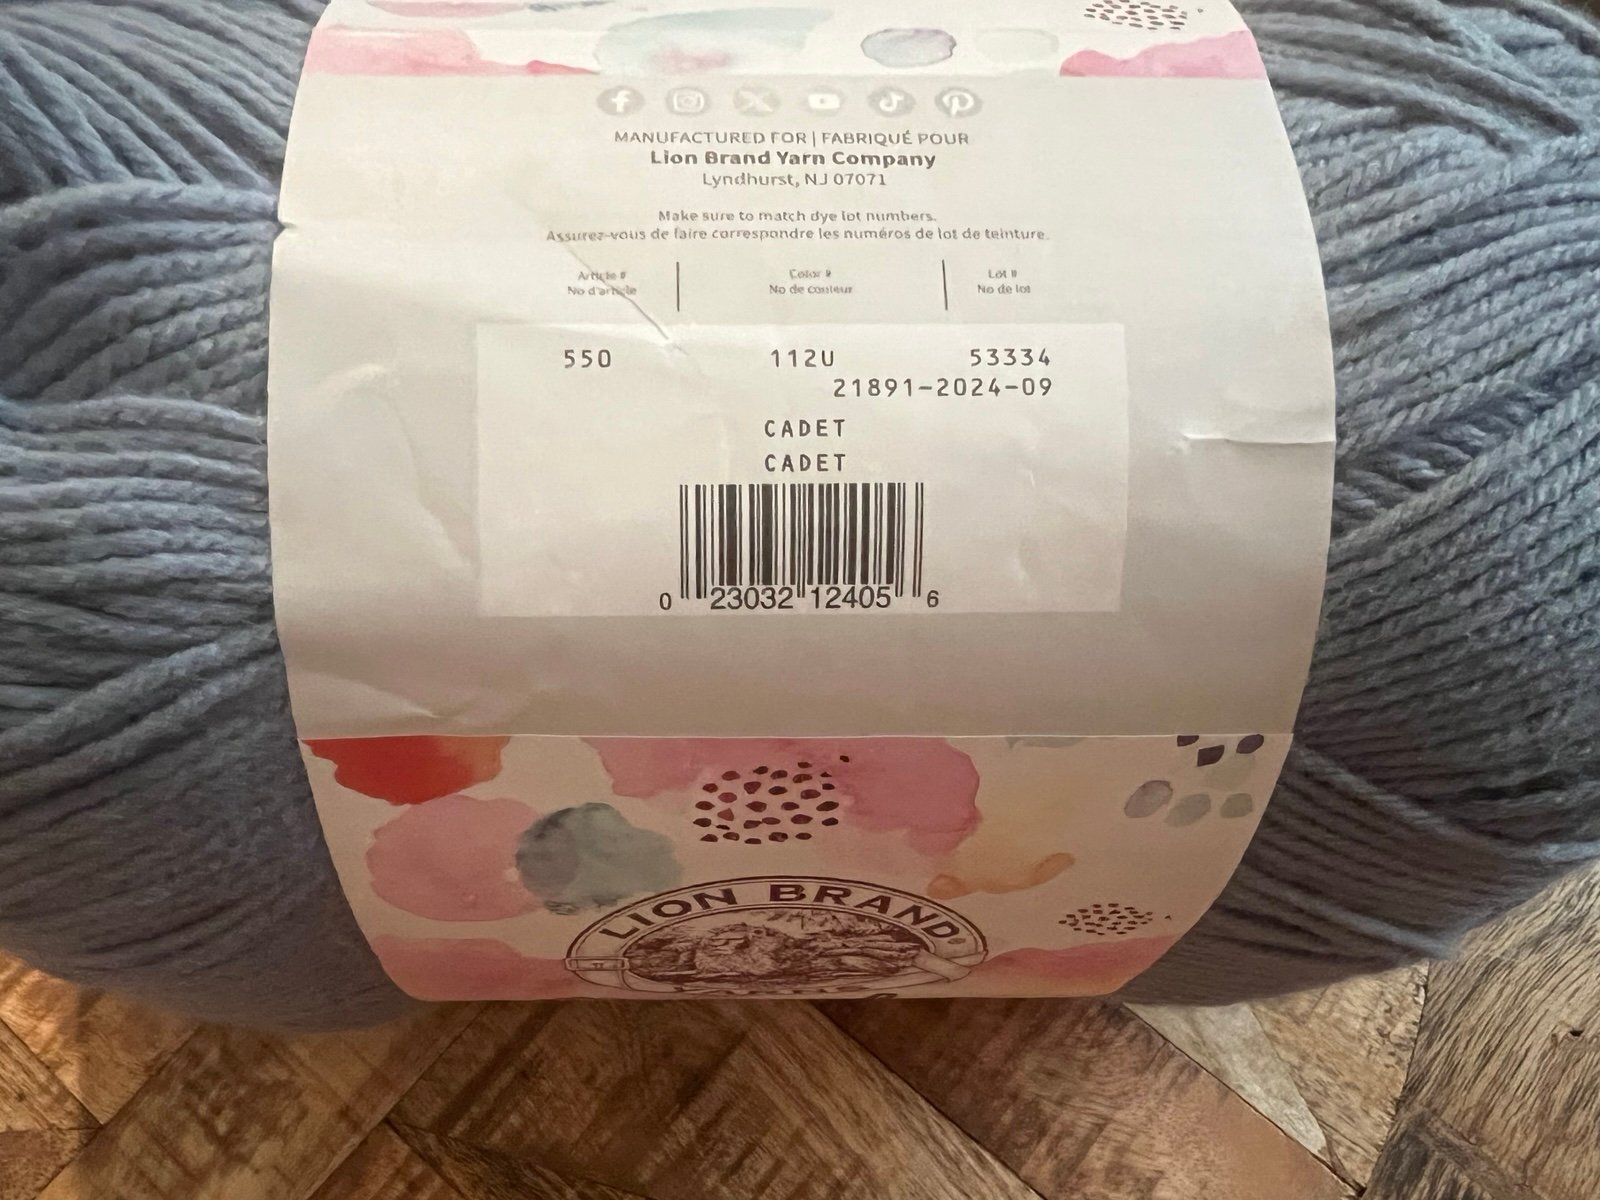 MANUFACTURED FOR | FABRIQUÉ POUR
Lion Brand Yarn Company
Lyndhurst, NJ 07071
Make sure to match dye lot numbers.
Assurez-vous de faire correspondre les numéros de lot de teinture.
Article # Color # Lot #
No d'article No de couleur No de lot
550 112U 53334
21891-2024-09
CADET
CADET
0 23032 12405 6
LION BRAND®